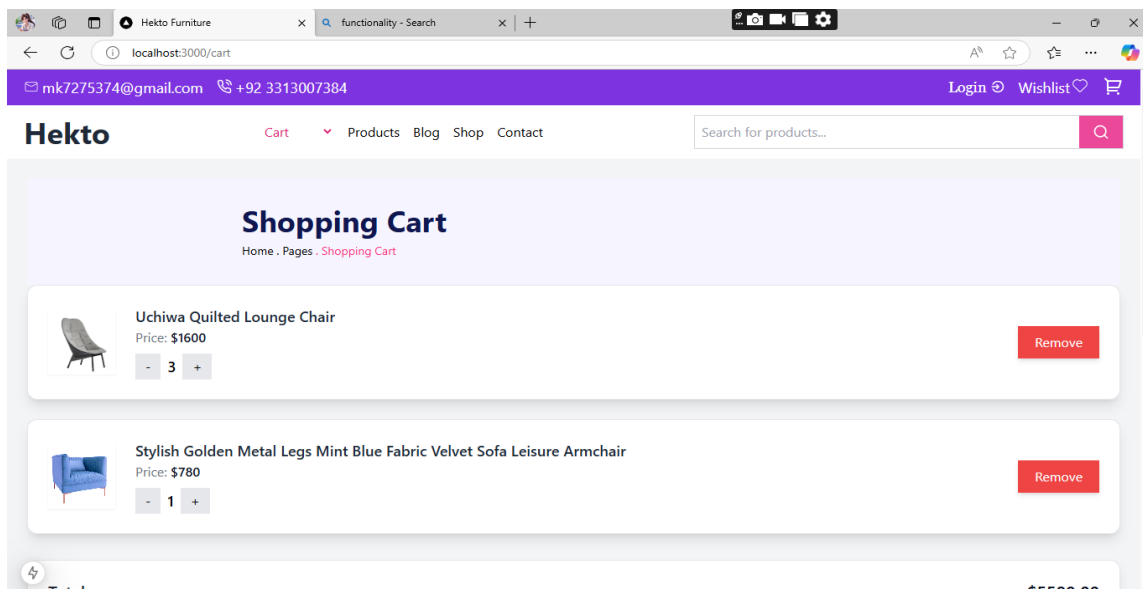 Hekto Furniture
functionality - Search
localhost:3000/cart
mk7275374@gmail.com +92 3313007384 Login Wishlist
Hekto Cart Products Blog Shop Contact Search for products...
Shopping Cart
Home . Pages . Shopping Cart
Uchiwa Quilted Lounge Chair
Price: $1600
- 3 +
Remove
Stylish Golden Metal Legs Mint Blue Fabric Velvet Sofa Leisure Armchair
Price: $780
- 1 +
Remove